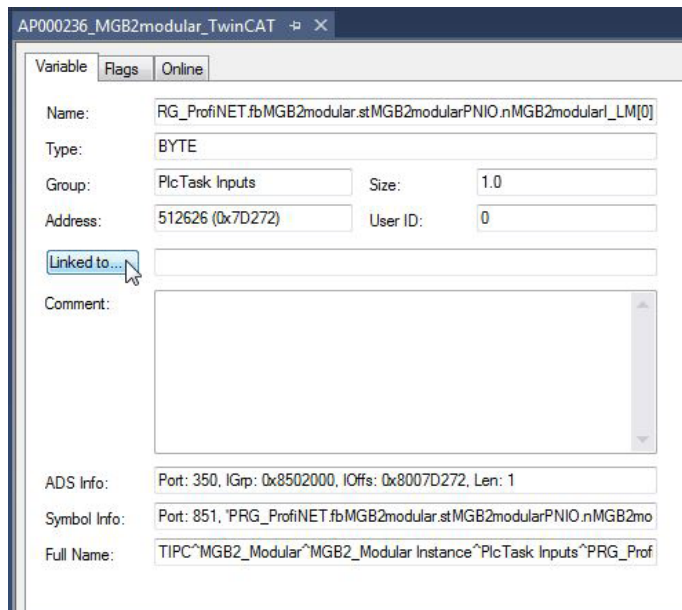 AP000236_MGB2modular_TwinCAT
Variable Flags Online
Name: RG_ProfiNET.fbMGB2modular.stMGB2modularPNIO.nMGB2modularI_LM[0]
Type: BYTE
Group: PlcTask Inputs Size: 1.0
Address: 512626 (0x7D272) User ID: 0
Linked to...
Comment:
ADS Info: Port: 350, IGrp: 0x8502000, IOffs: 0x8007D272, Len: 1
Symbol Info: Port: 851, 'PRG_ProfiNET.fbMGB2modular.stMGB2modularPNIO.nMGB2mo
Full Name: TIPC^MGB2_Modular^MGB2_Modular Instance^PlcTask Inputs^PRG_Prof